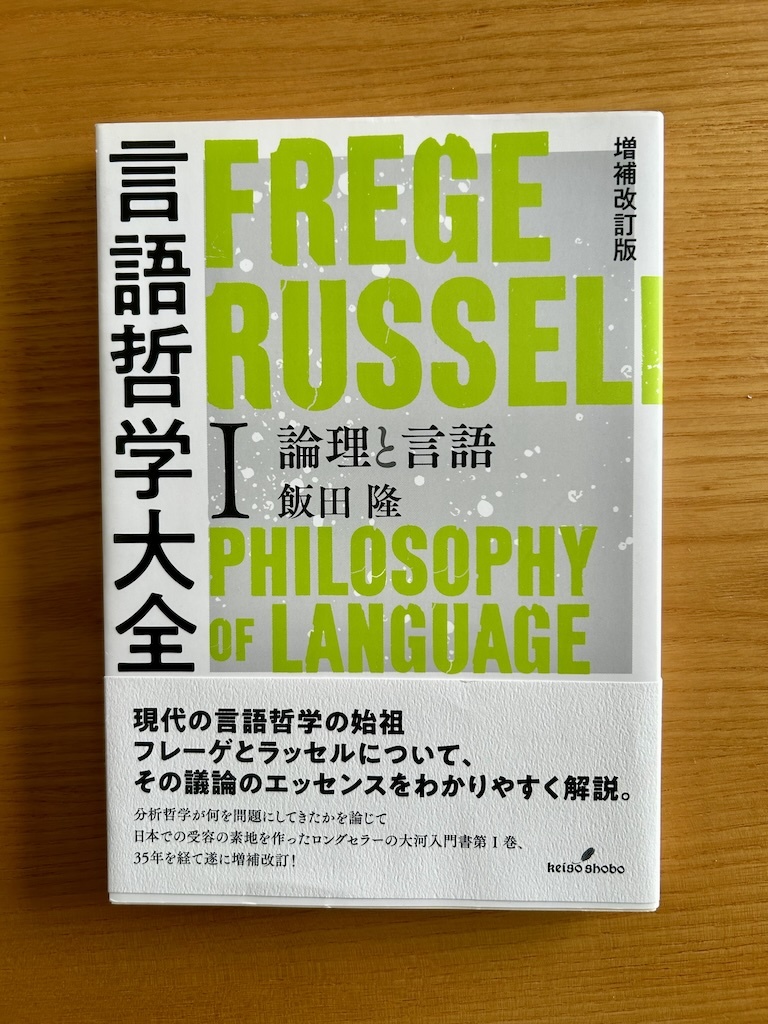 言語哲学大全
増補改訂版
FREGE
RUSSELL
I
論理と言語
飯田 隆
PHILOSOPHY
OF LANGUAGE
現代の言語哲学の始祖
フレーゲとラッセルについて、
その議論のエッセンスをわかりやすく解説。
分析哲学が何を問題にしてきたかを論じて
日本での受容の素地を作ったロングセラーの大河入門書第Ⅰ巻、
35年を経て遂に増補改訂!
keiso shobo